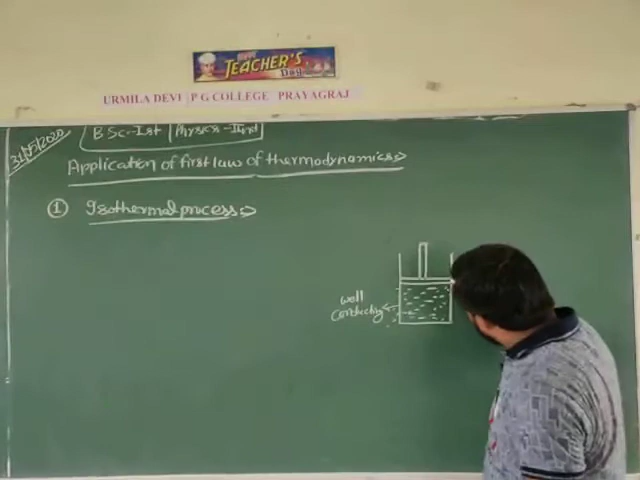 TEACHER'S
Day
URMILA DEVI P G COLLEGE PRAYAGRAJ
B Sc-Ist Physics-IInd
Application of first law of thermodynamics
① Isothermal process
well
conducting